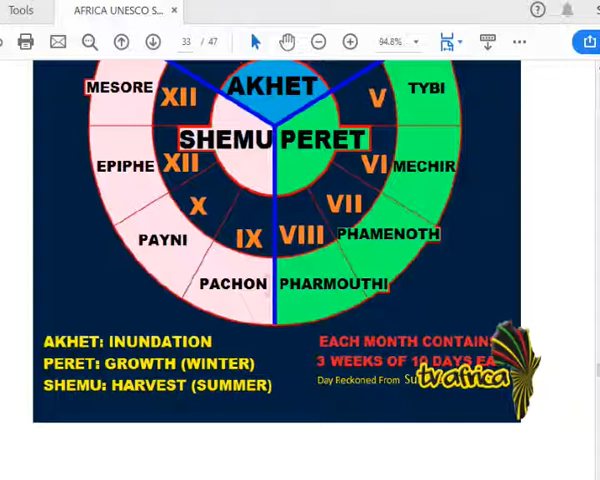 Tools
AFRICA UNESCO S... ×
33 / 47
94.8%
AKHET
MESORE
XII
V
TYBI
SHEMU
PERET
EPIPHE
XII
VI
MECHIR
X
VII
PAYNI
IX
VIII
PHAMENOTH
PACHON
PHARMOUTHI
AKHET: INUNDATION
PERET: GROWTH (WINTER)
SHEMU: HARVEST (SUMMER)
EACH MONTH CONTAINS
3 WEEKS OF 10 DAYS EA
Day Reckoned From Su
tv africa